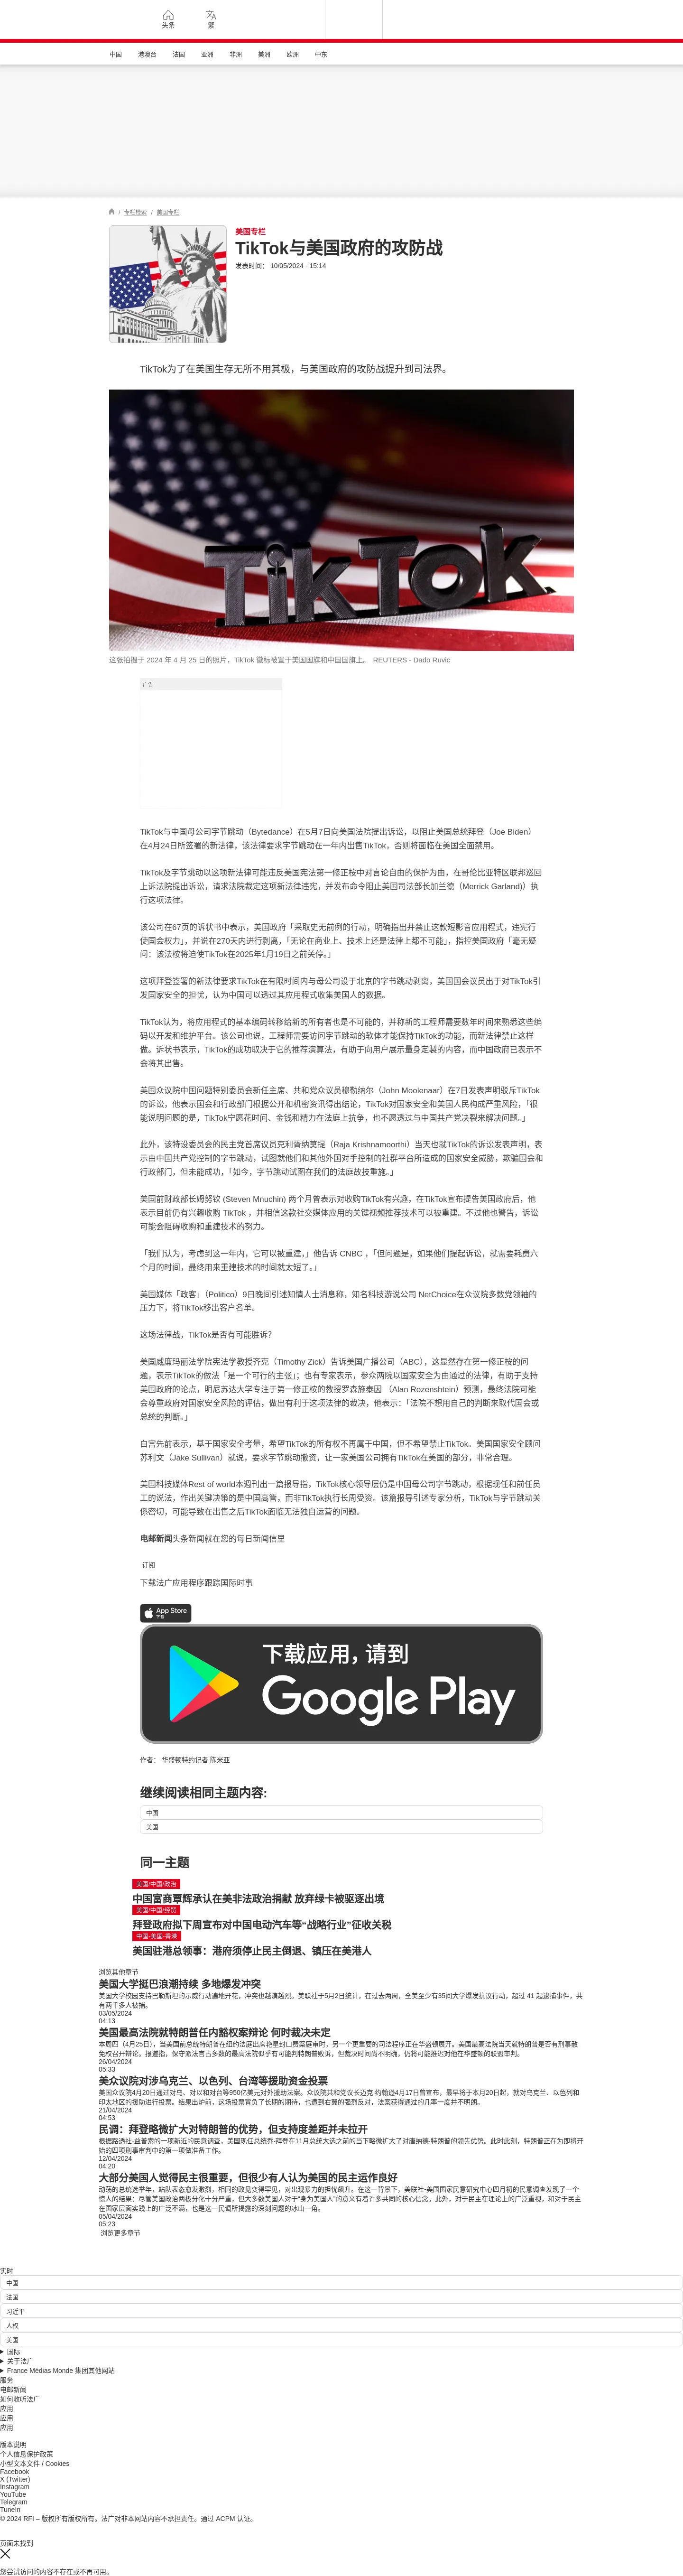 头条
繁
中国
港澳台
法国
亚洲
非洲
美洲
欧洲
中东
/ 专栏检索 / 美国专栏
美国专栏
TikTok与美国政府的攻防战
发表时间： 10/05/2024 - 15:14
TikTok为了在美国生存无所不用其极，与美国政府的攻防战提升到司法界。
TIKTOK
这张拍摄于 2024 年 4 月 25 日的照片，TikTok 徽标被置于美国国旗和中国国旗上。 REUTERS - Dado Ruvic
广告
TikTok与中国母公司字节跳动（Bytedance）在5月7日向美国法院提出诉讼，以阻止美国总统拜登（Joe Biden）
在4月24日所签署的新法律，该法律要求字节跳动在一年内出售TikTok，否则将面临在美国全面禁用。
TikTok及字节跳动以这项新法律可能违反美国宪法第一修正桉中对言论自由的保护为由，在哥伦比亚特区联邦巡回
上诉法院提出诉讼，请求法院裁定这项新法律违宪，并发布命令阻止美国司法部长加兰德（Merrick Garland)）执
行这项法律。
该公司在67页的诉状书中表示，美国政府「采取史无前例的行动，明确指出并禁止这款短影音应用程式，违宪行
使国会权力」，并说在270天内进行剥离，「无论在商业上、技术上还是法律上都不可能」，指控美国政府「毫无疑
问：该法桉将迫使TikTok在2025年1月19日之前关停。」
这项拜登签署的新法律要求TikTok在有限时间内与母公司设于北京的字节跳动剥离，美国国会议员出于对TikTok引
发国家安全的担忧，认为中国可以透过其应用程式收集美国人的数据。
TikTok认为，将应用程式的基本编码转移给新的所有者也是不可能的，并称新的工程师需要数年时间来熟悉这些编
码以开发和维护平台。该公司也说，工程师需要访问字节跳动的软体才能保持TikTok的功能，而新法律禁止这样
做。诉状书表示，TikTok的成功取决于它的推荐演算法，有助于向用户展示量身定製的内容，而中国政府已表示不
会将其出售。
美国众议院中国问题特别委员会新任主席、共和党众议员穆勒纳尔（John Moolenaar）在7日发表声明驳斥TikTok
的诉讼，他表示国会和行政部门根据公开和机密资讯得出结论，TikTok对国家安全和美国人民构成严重风险，「很
能说明问题的是，TikTok宁愿花时间、金钱和精力在法庭上抗争，也不愿透过与中国共产党决裂来解决问题。」
此外，该特设委员会的民主党首席议员克利胥纳莫提（Raja Krishnamoorthi）当天也就TikTok的诉讼发表声明，表
示由中国共产党控制的字节跳动，试图就他们和其他外国对手控制的社群平台所造成的国家安全威胁，欺骗国会和
行政部门，但未能成功，「如今，字节跳动试图在我们的法庭故技重施。」
美国前财政部长姆努钦 (Steven Mnuchin) 两个月曾表示对收购TikTok有兴趣，在TikTok宣布提告美国政府后，他
表示目前仍有兴趣收购 TikTok ，并相信这款社交媒体应用的关键视频推荐技术可以被重建。不过他也警告，诉讼
可能会阻碍收购和重建技术的努力。
「我们认为，考虑到这一年内，它可以被重建，」他告诉 CNBC，「但问题是，如果他们提起诉讼，就需要耗费六
个月的时间，最终用来重建技术的时间就太短了。」
美国媒体「政客」（Politico）9日晚间引述知情人士消息称，知名科技游说公司 NetChoice在众议院多数党领袖的
压力下，将TikTok移出客户名单。
这场法律战，TikTok是否有可能胜诉？
美国威廉玛丽法学院宪法学教授齐克（Timothy Zick）告诉美国广播公司（ABC），这显然存在第一修正桉的问
题，表示TikTok的做法「是一个可行的主张」；也有专家表示，参众两院以国家安全为由通过的法律，有助于支持
美国政府的论点，明尼苏达大学专注于第一修正桉的教授罗森施泰因 （Alan Rozenshtein）预测，最终法院可能
会尊重政府对国家安全风险的评估，做出有利于这项法律的裁决，他表示：「法院不想用自己的判断来取代国会或
总统的判断。」
白宫先前表示，基于国家安全考量，希望TikTok的所有权不再属于中国，但不希望禁止TikTok。美国国家安全顾问
苏利文（Jake Sullivan）就说，要求字节跳动撤资，让一家美国公司拥有TikTok在美国的部分，非常合理。
美国科技媒体Rest of world本週刊出一篇报导指，TikTok核心领导层仍是中国母公司字节跳动，根据现任和前任员
工的说法，作出关键决策的是中国高管，而非TikTok执行长周受资。该篇报导引述专家分析，TikTok与字节跳动关
係密切，可能导致在出售之后TikTok面临无法独自运营的问题。
电邮新闻头条新闻就在您的每日新闻信里
订阅
下载法广应用程序跟踪国际时事
App Store
下载
下载应用，请到
Google Play
作者： 华盛顿特约记者 陈米亚
继续阅读相同主题内容:
中国
美国
同一主题
美国/中国/政治
中国富商覃辉承认在美非法政治捐献 放弃绿卡被驱逐出境
美国/中国/经贸
拜登政府拟下周宣布对中国电动汽车等“战略行业”征收关税
中国-美国-香港
美国驻港总领事：港府须停止民主倒退、镇压在美港人
浏览其他章节
美国大学挺巴浪潮持续 多地爆发冲突
美国大学校园支持巴勒斯坦的示威行动遍地开花，冲突也越演越烈。美联社于5月2日统计，在过去两周，全美至少有35间大学爆发抗议行动，超过 41 起逮捕事件，共
有两千多人被捕。
03/05/2024
04:13
美国最高法院就特朗普任内豁权案辩论 何时裁决未定
本周四（4月25日），当美国前总统特朗普在纽约法庭出席艳星封口费案庭审时，另一个更重要的司法程序正在华盛顿展开。美国最高法院当天就特朗普是否有刑事赦
免权召开辩论。报道指，保守派法官占多数的最高法院似乎有可能判特朗普败诉，但裁决时间尚不明确，仍将可能推迟对他在华盛顿的联盟审判。
26/04/2024
05:33
美众议院对涉乌克兰、以色列、台湾等援助资金投票
美国众议院4月20日通过对乌、对以和对台等950亿美元对外援助法案。众议院共和党议长迈克·约翰逊4月17日曾宣布，最早将于本月20日起，就对乌克兰、以色列和
印太地区的援助进行投票。结果出炉前，这场投票背负了长期的期待，也遭到右翼的强烈反对，法案获得通过的几率一度并不明朗。
21/04/2024
04:53
民调：拜登略微扩大对特朗普的优势，但支持度差距并未拉开
根据路透社-益普索的一项新近的民意调查，美国现任总统乔·拜登在11月总统大选之前的当下略微扩大了对唐纳德·特朗普的领先优势。此时此刻，特朗普正在为即将开
始的四项刑事审判中的第一项做准备工作。
12/04/2024
04:20
大部分美国人觉得民主很重要，但很少有人认为美国的民主运作良好
动荡的总统选举年，站队表态愈发激烈，相同的政见变得罕见，对出现暴力的担忧飙升。在这一背景下，美联社-美国国家民意研究中心四月初的民意调查发现了一个
惊人的结果：尽管美国政治两极分化十分严重，但大多数美国人对于“身为美国人”的意义有着许多共同的核心信念。此外，对于民主在理论上的广泛重视，和对于民主
在国家层面实践上的广泛不满，也是这一民调所揭露的深刻问题的冰山一角。
05/04/2024
05:23
浏览更多章节
实时
中国
法国
习近平
人权
美国
国际
关于法广
France Médias Monde 集团其他网站
服务
电邮新闻
如何收听法广
应用
应用
应用
版本说明
个人信息保护政策
小型文本文件 / Cookies
Facebook
X (Twitter)
Instagram
YouTube
Telegram
TuneIn
© 2024 RFI – 版权所有版权所有。法广对非本网站内容不承担责任。通过 ACPM 认证。
页面未找到
您尝试访问的内容不存在或不再可用。